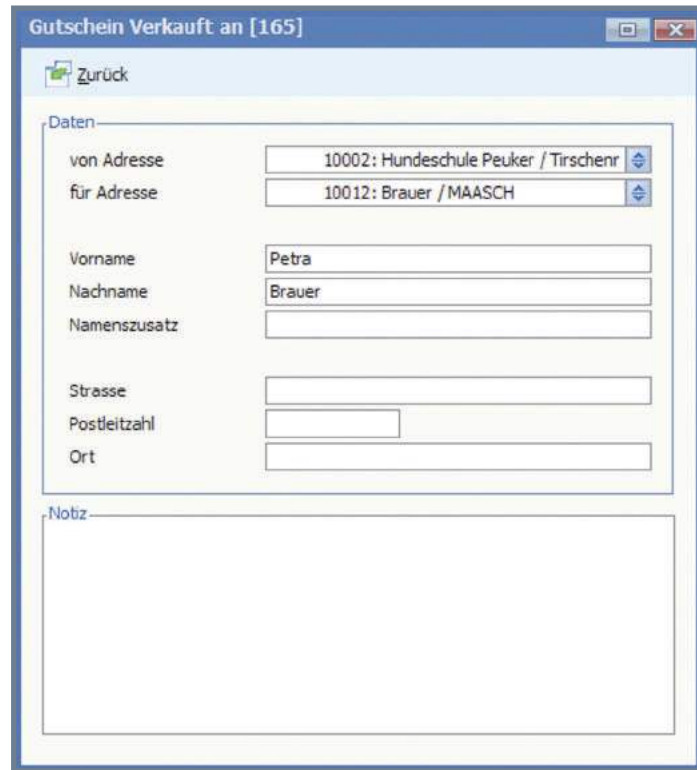 Gutschein Verkauft an [165]
Zurück
Daten
von Adresse 10002: Hundeschule Peuker / Tirschenr
für Adresse 10012: Brauer / MAASCH
Vorname Petra
Nachname Brauer
Namenszusatz
Strasse
Postleitzahl
Ort
Notiz